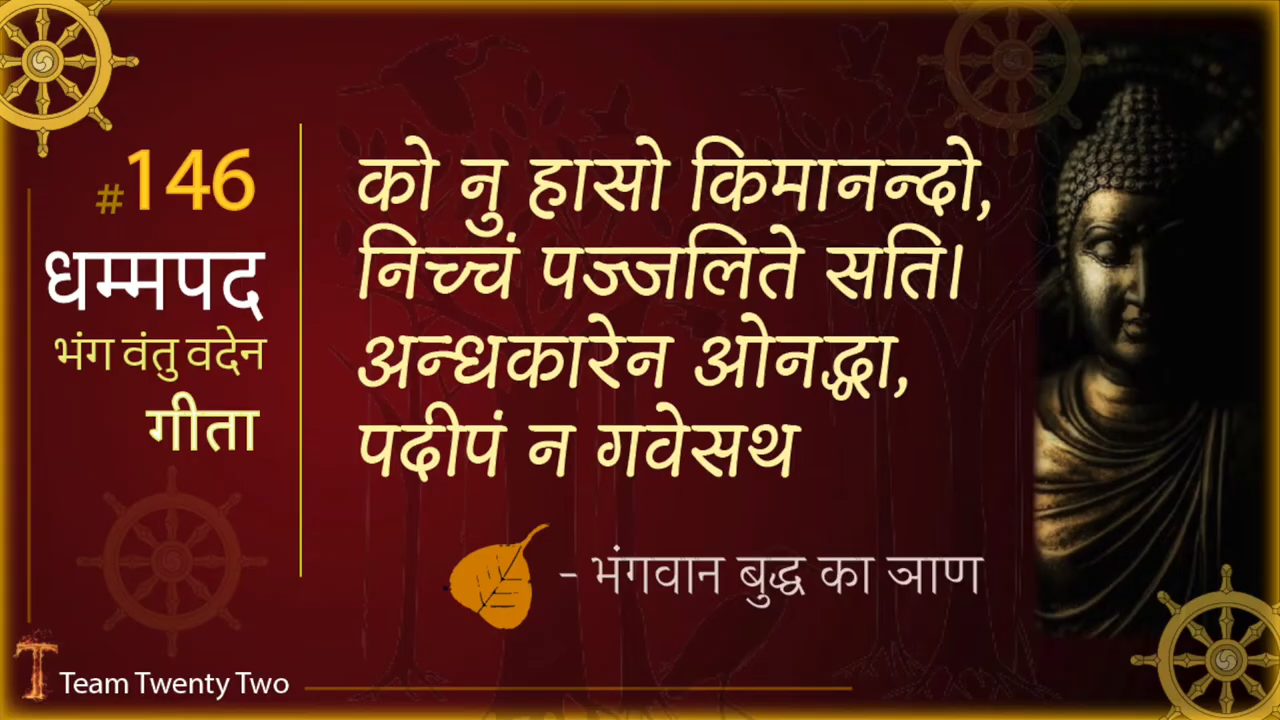 #146
धम्मपद
भंग वंतु वदेन
गीता
को नु हासो किमानन्दो,
निच्चं पज्जलिते सति।
अन्धकारेन ओनद्धा,
पदीपं न गवेसथ
- भंगवान बुद्ध का ञाण
T Team Twenty Two